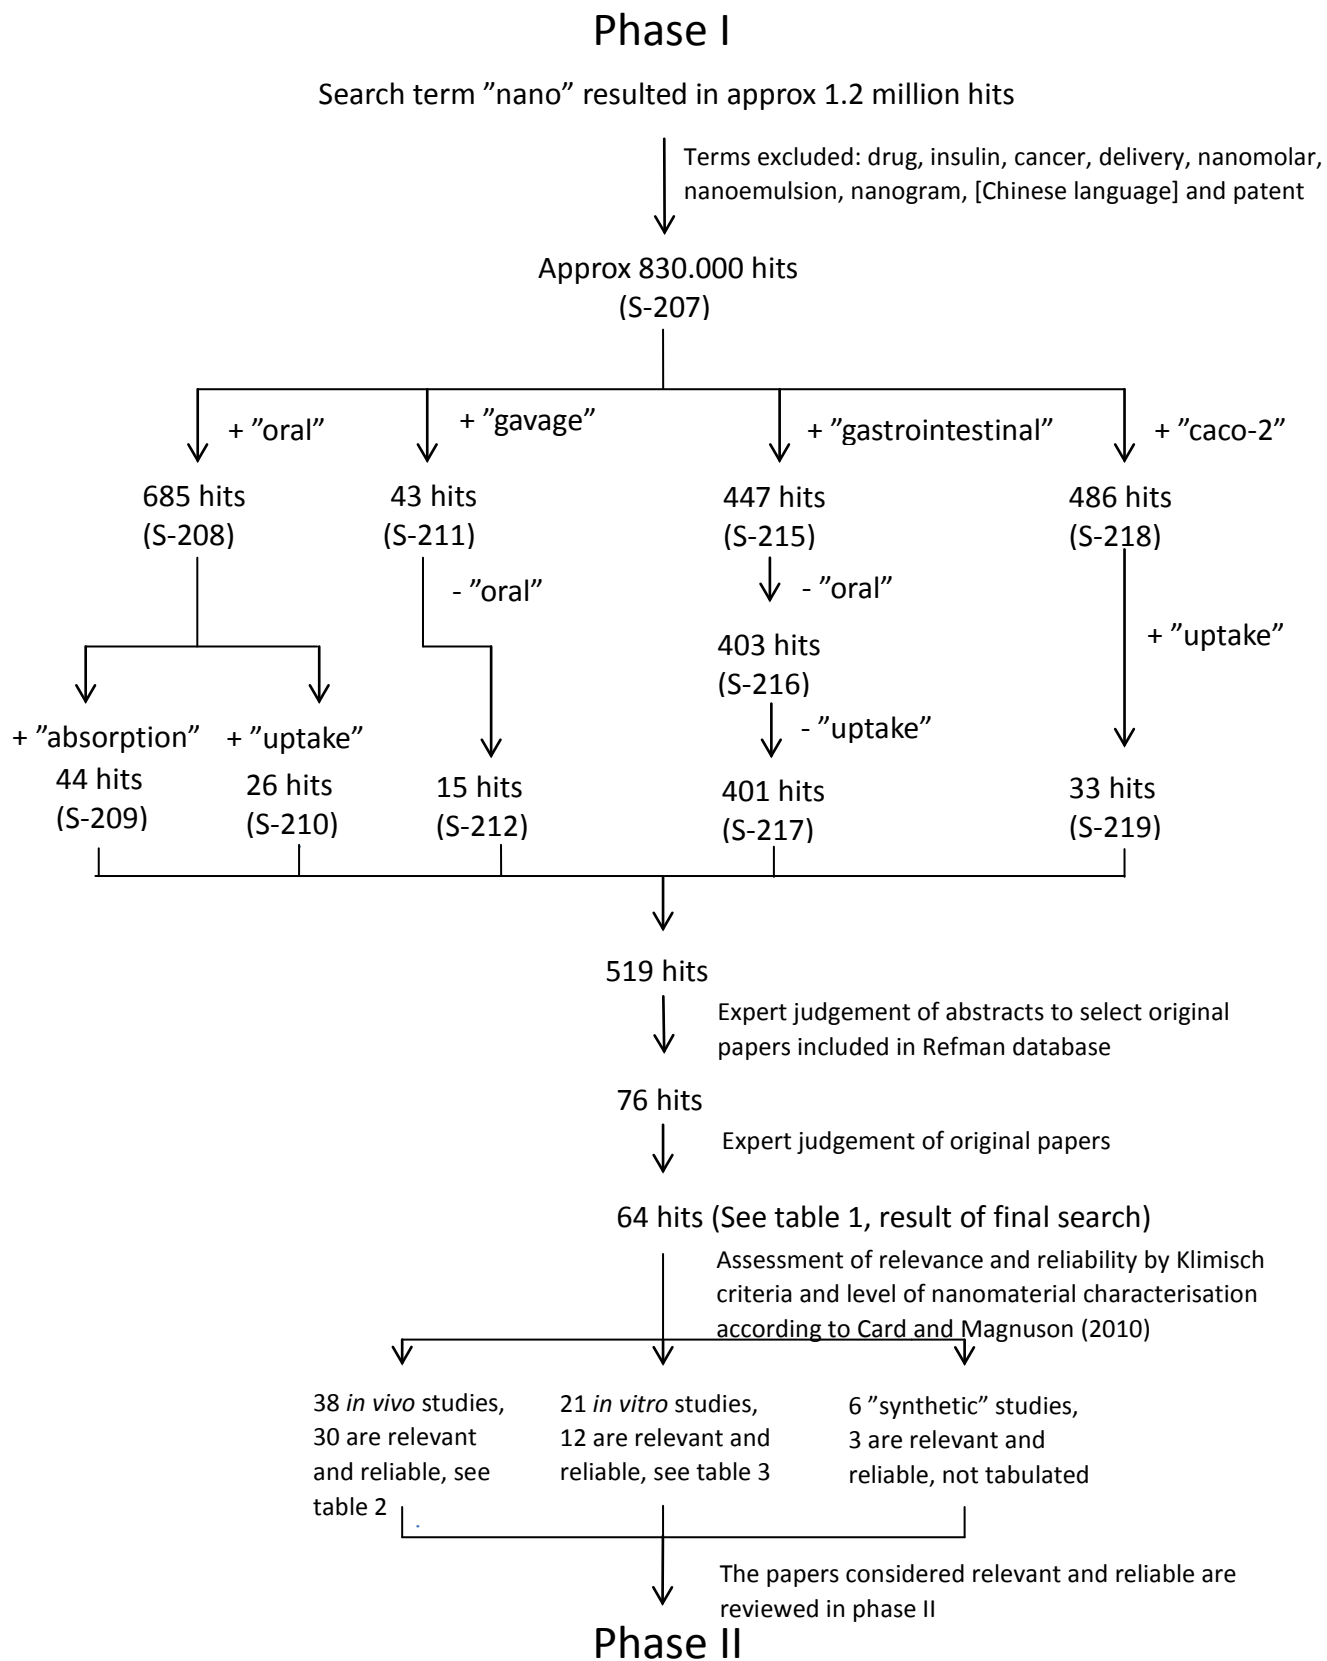 Phase I
Search term ”nano” resulted in approx 1.2 million hits
Terms excluded: drug, insulin, cancer, delivery, nanomolar,
nanoemulsion, nanogram, [Chinese language] and patent
Approx 830.000 hits
(S-207)
+ ”oral”
+ ”gavage”
+ ”gastrointestinal”
+ ”caco-2”
685 hits
(S-208)
43 hits
(S-211)
447 hits
(S-215)
486 hits
(S-218)
- ”oral”
- ”oral”
403 hits
(S-216)
+ ”uptake”
- ”uptake”
+ ”absorption”
44 hits
(S-209)
+ ”uptake”
26 hits
(S-210)
15 hits
(S-212)
401 hits
(S-217)
33 hits
(S-219)
519 hits
Expert judgement of abstracts to select original
papers included in Refman database
76 hits
Expert judgement of original papers
64 hits (See table 1, result of final search)
Assessment of relevance and reliability by Klimisch
criteria and level of nanomaterial characterisation
according to Card and Magnuson (2010)
38 in vivo studies,
30 are relevant
and reliable, see
table 2
21 in vitro studies,
12 are relevant and
reliable, see table 3
6 ”synthetic” studies,
3 are relevant and
reliable, not tabulated
The papers considered relevant and reliable are
reviewed in phase II
Phase II